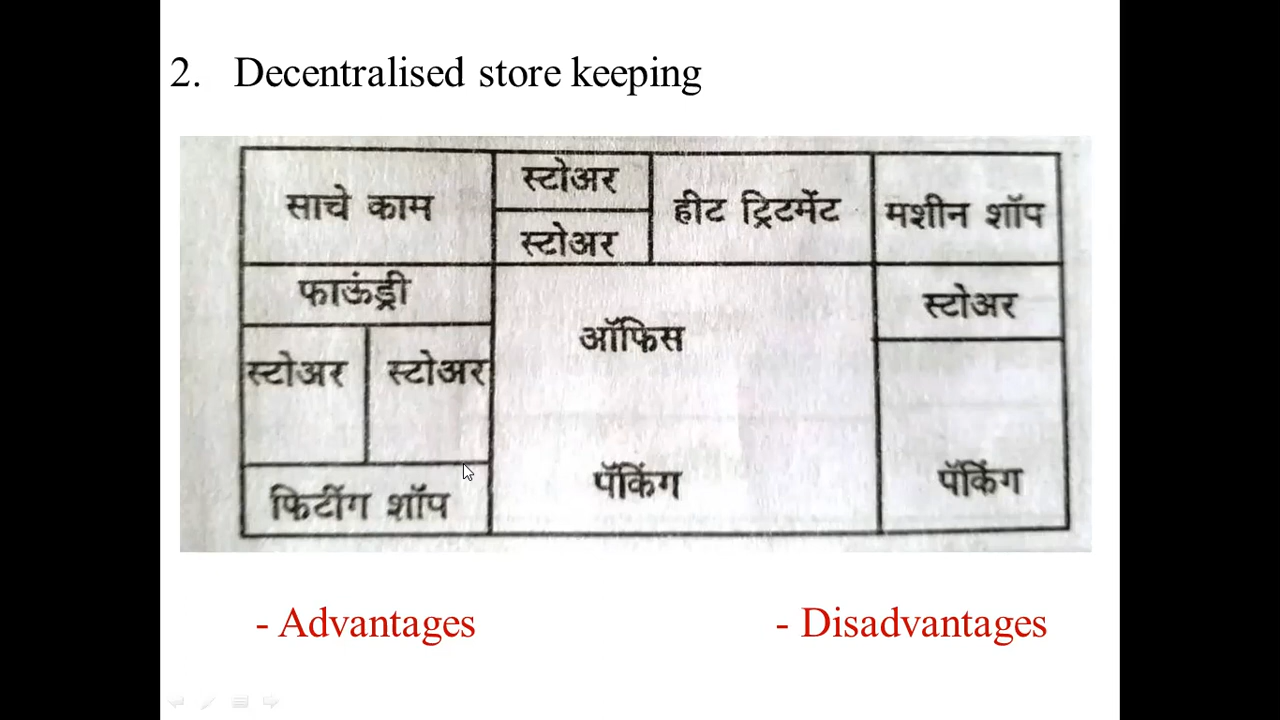 2. Decentralised store keeping
साचे काम
स्टोअर
स्टोअर
हीट ट्रिटमेंट
मशीन शॉप
फाऊंड्री
ऑफिस
स्टोअर
स्टोअर
स्टोअर
फिटींग शॉप
पॅकिंग
पॅकिंग
- Advantages
- Disadvantages